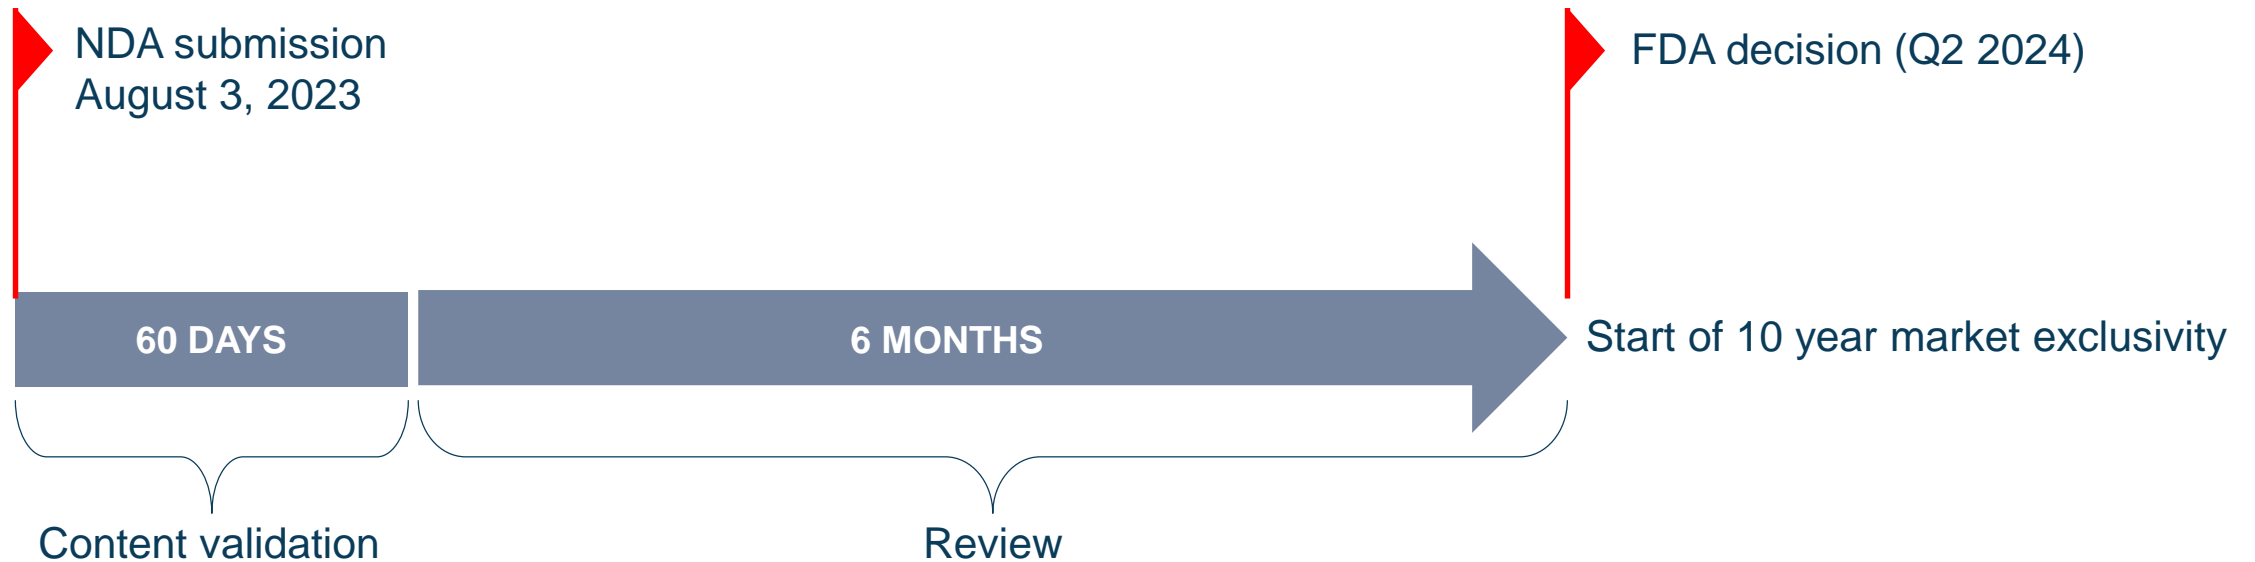 NDA submission
August 3, 2023
FDA decision (Q2 2024)
60 DAYS
6 MONTHS
Start of 10 year market exclusivity
Content validation
Review